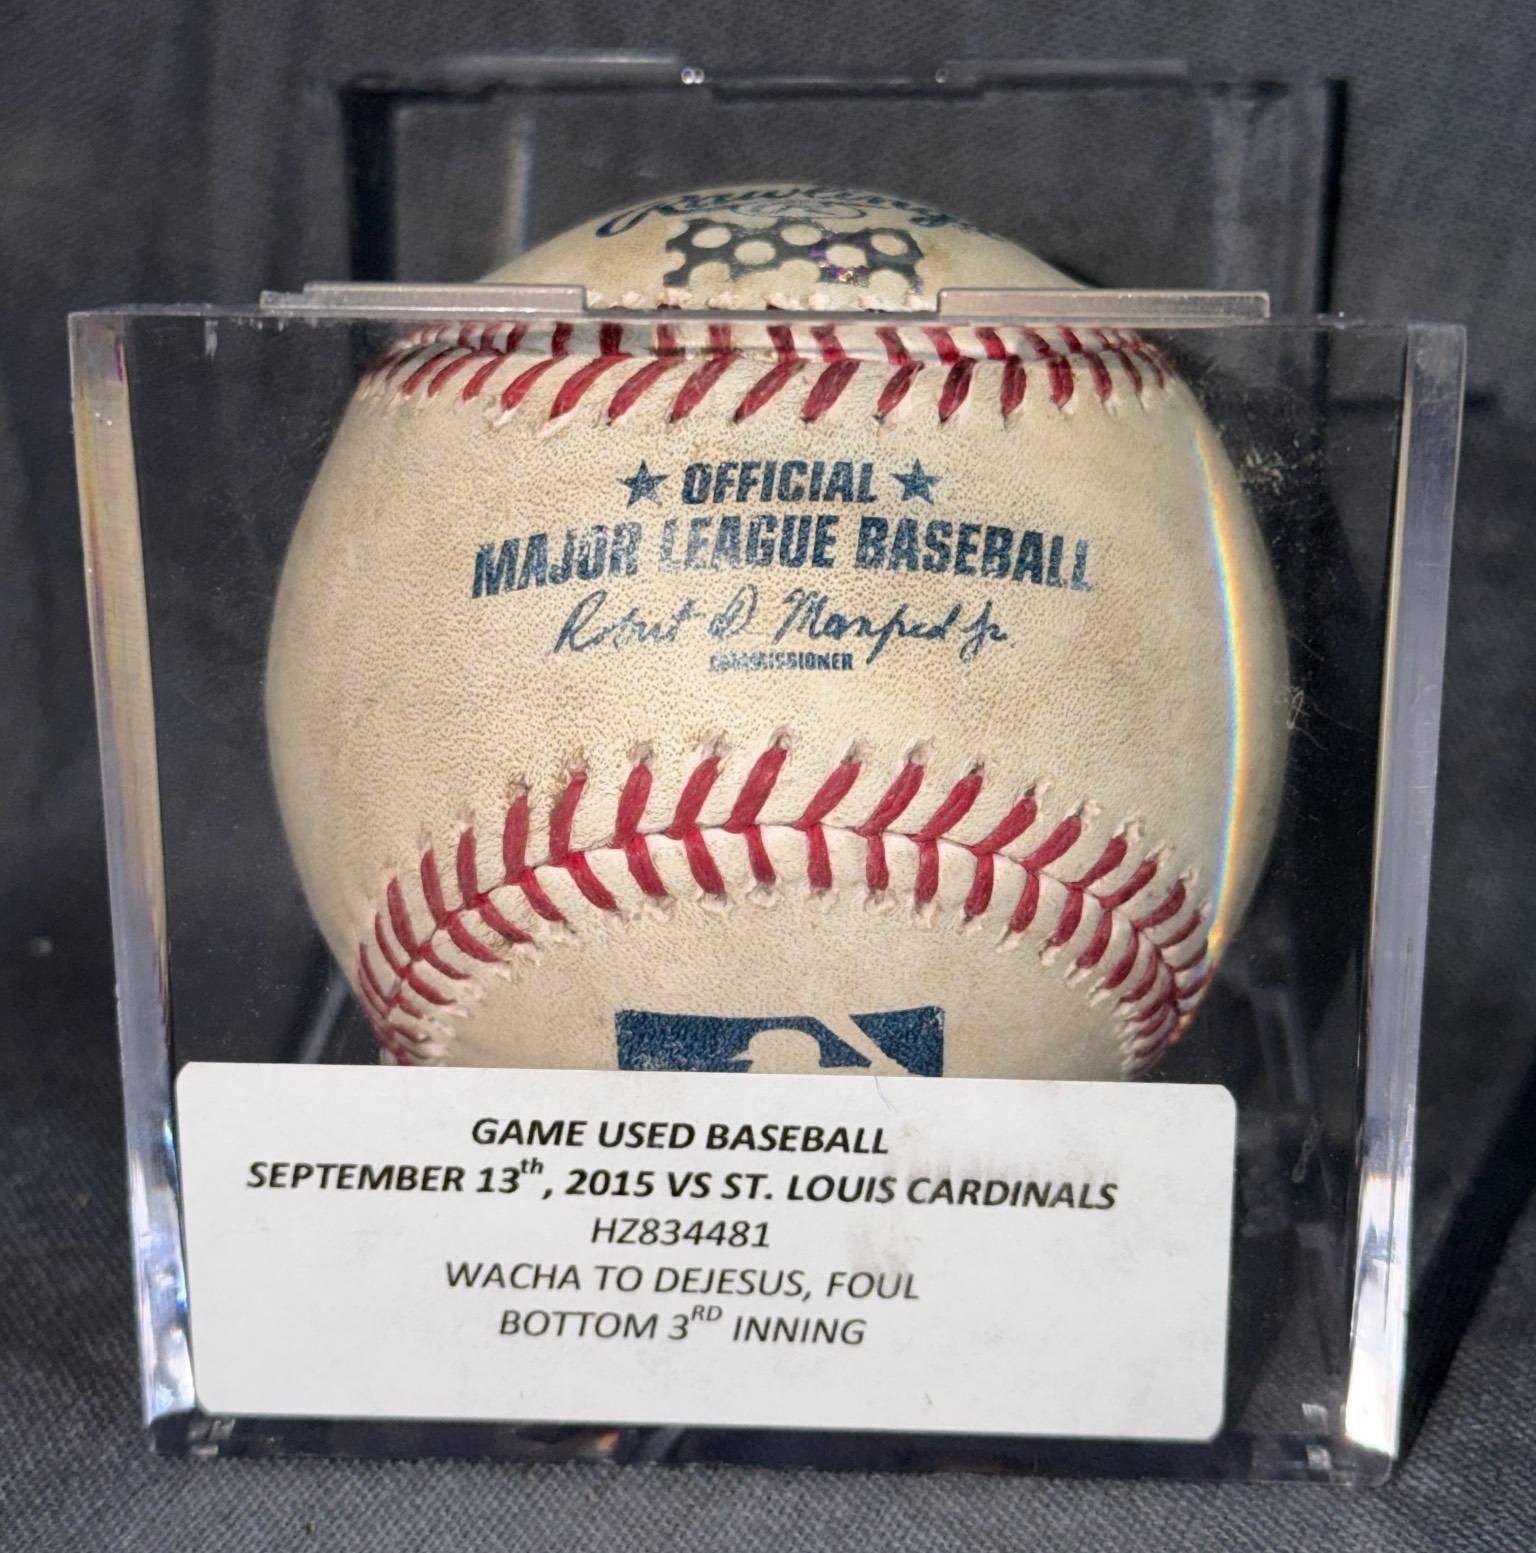 Rawlings
★ OFFICIAL ★
MAJOR LEAGUE BASEBALL
Robert D. Manfred Jr.
COMMISSIONER
GAME USED BASEBALL
SEPTEMBER 13th, 2015 VS ST. LOUIS CARDINALS
HZ834481
WACHA TO DEJESUS, FOUL
BOTTOM 3RD INNING